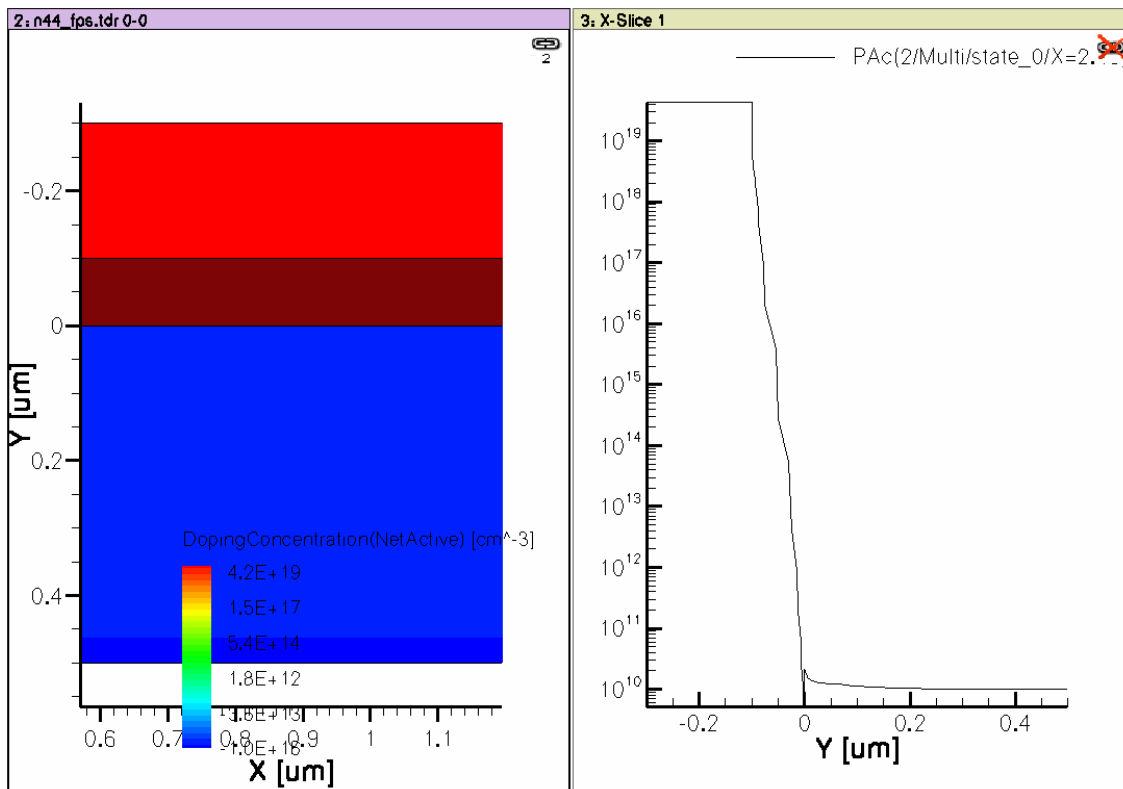 2: n44_fps.tdr 0-0
2
-0.2
0
0.2
0.4
Y [um]
DopingConcentration(NetActive) [cm^-3]
4.2E+19
1.5E+17
5.4E+14
1.8E+12
-1.0E+16
0.6
0.7
0.8
0.9
1
1.1
X [um]
3: X-Slice 1
PAc(2/Multi/state_0/X=2.
10^19
10^18
10^17
10^16
10^15
10^14
10^13
10^12
10^11
10^10
-0.2
0
0.2
0.4
Y [um]